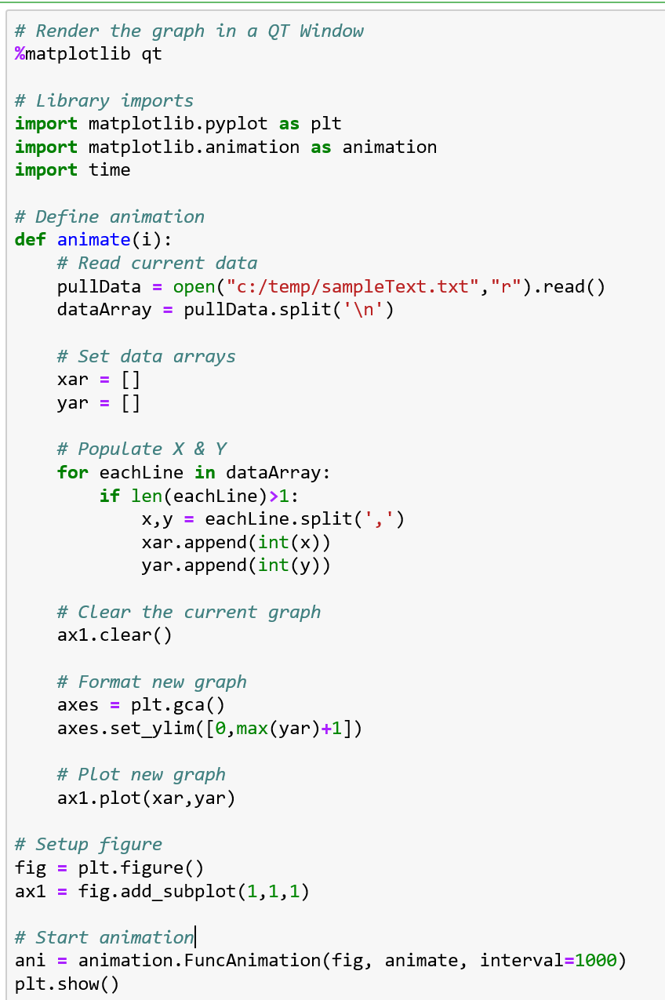 # Render the graph in a QT Window
%matplotlib qt

# Library imports
import matplotlib.pyplot as plt
import matplotlib.animation as animation
import time

# Define animation
def animate(i):
    # Read current data
    pullData = open("c:/temp/sampleText.txt","r").read()
    dataArray = pullData.split('\n')

    # Set data arrays
    xar = []
    yar = []

    # Populate X & Y
    for eachLine in dataArray:
        if len(eachLine)>1:
            x,y = eachLine.split(',')
            xar.append(int(x))
            yar.append(int(y))

    # Clear the current graph
    ax1.clear()

    # Format new graph
    axes = plt.gca()
    axes.set_ylim([0,max(yar)+1])

    # Plot new graph
    ax1.plot(xar,yar)

# Setup figure
fig = plt.figure()
ax1 = fig.add_subplot(1,1,1)

# Start animation
ani = animation.FuncAnimation(fig, animate, interval=1000)
plt.show()